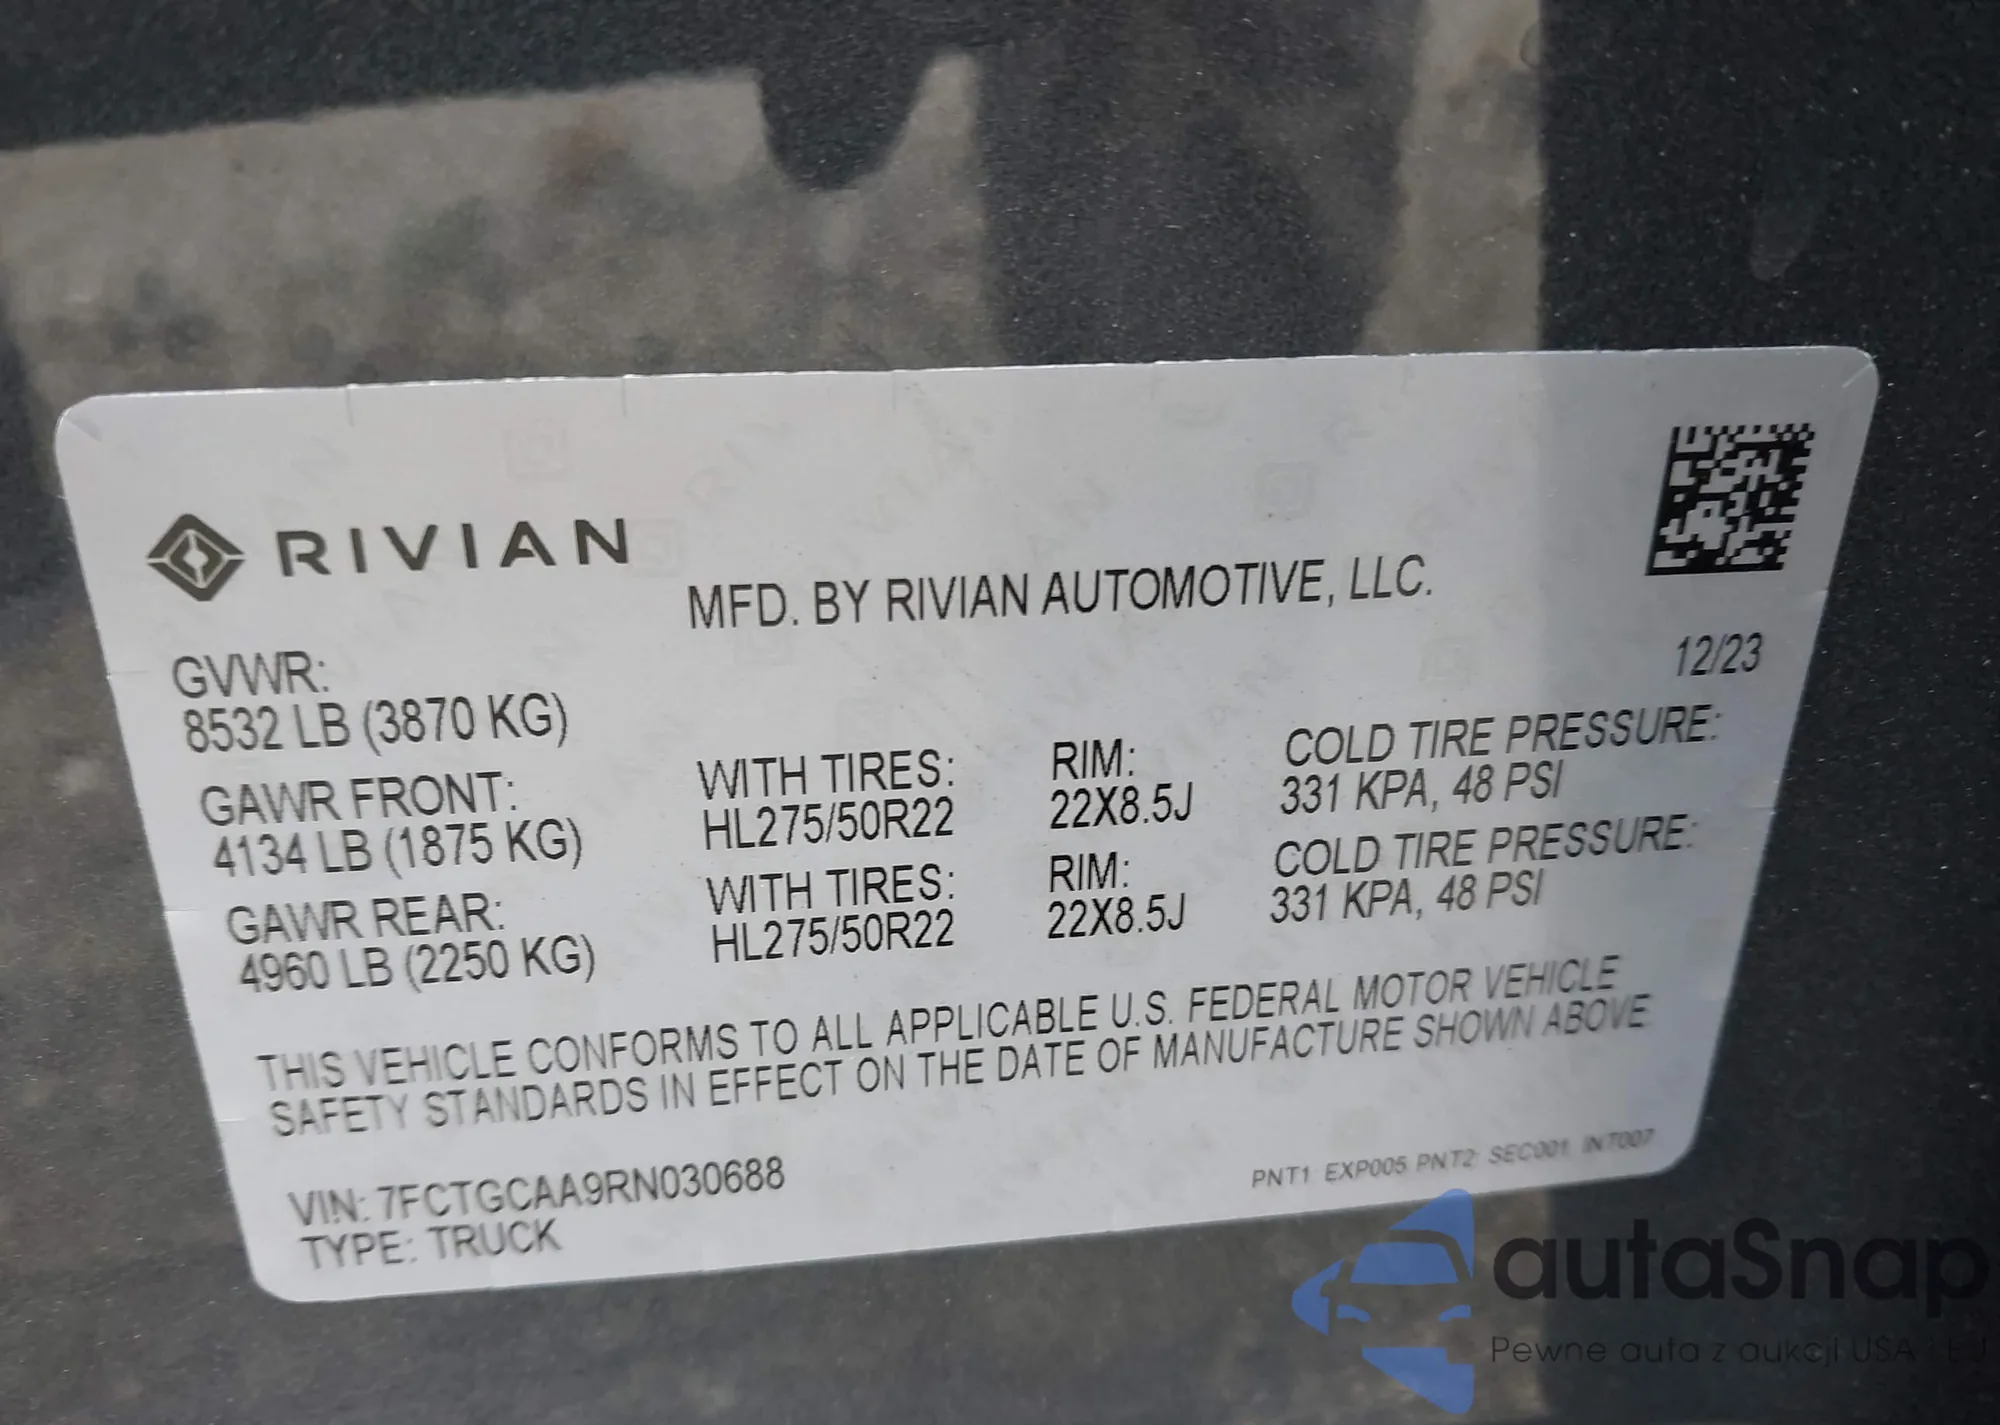 RIVIAN
MFD. BY RIVIAN AUTOMOTIVE, LLC.
12/23
GVWR:
8532 LB (3870 KG)
GAWR FRONT:
4134 LB (1875 KG)
WITH TIRES:
HL275/50R22
RIM:
22X8.5J
COLD TIRE PRESSURE:
331 KPA, 48 PSI
GAWR REAR:
4960 LB (2250 KG)
WITH TIRES:
HL275/50R22
RIM:
22X8.5J
COLD TIRE PRESSURE:
331 KPA, 48 PSI
THIS VEHICLE CONFORMS TO ALL APPLICABLE U.S. FEDERAL MOTOR VEHICLE
SAFETY STANDARDS IN EFFECT ON THE DATE OF MANUFACTURE SHOWN ABOVE
VIN: 7FCTGCAA9RN030688
TYPE: TRUCK
PNT1 EXP005 PNT2 SEC001 INT007
autaSnap
Pewne auta z aukcji USA